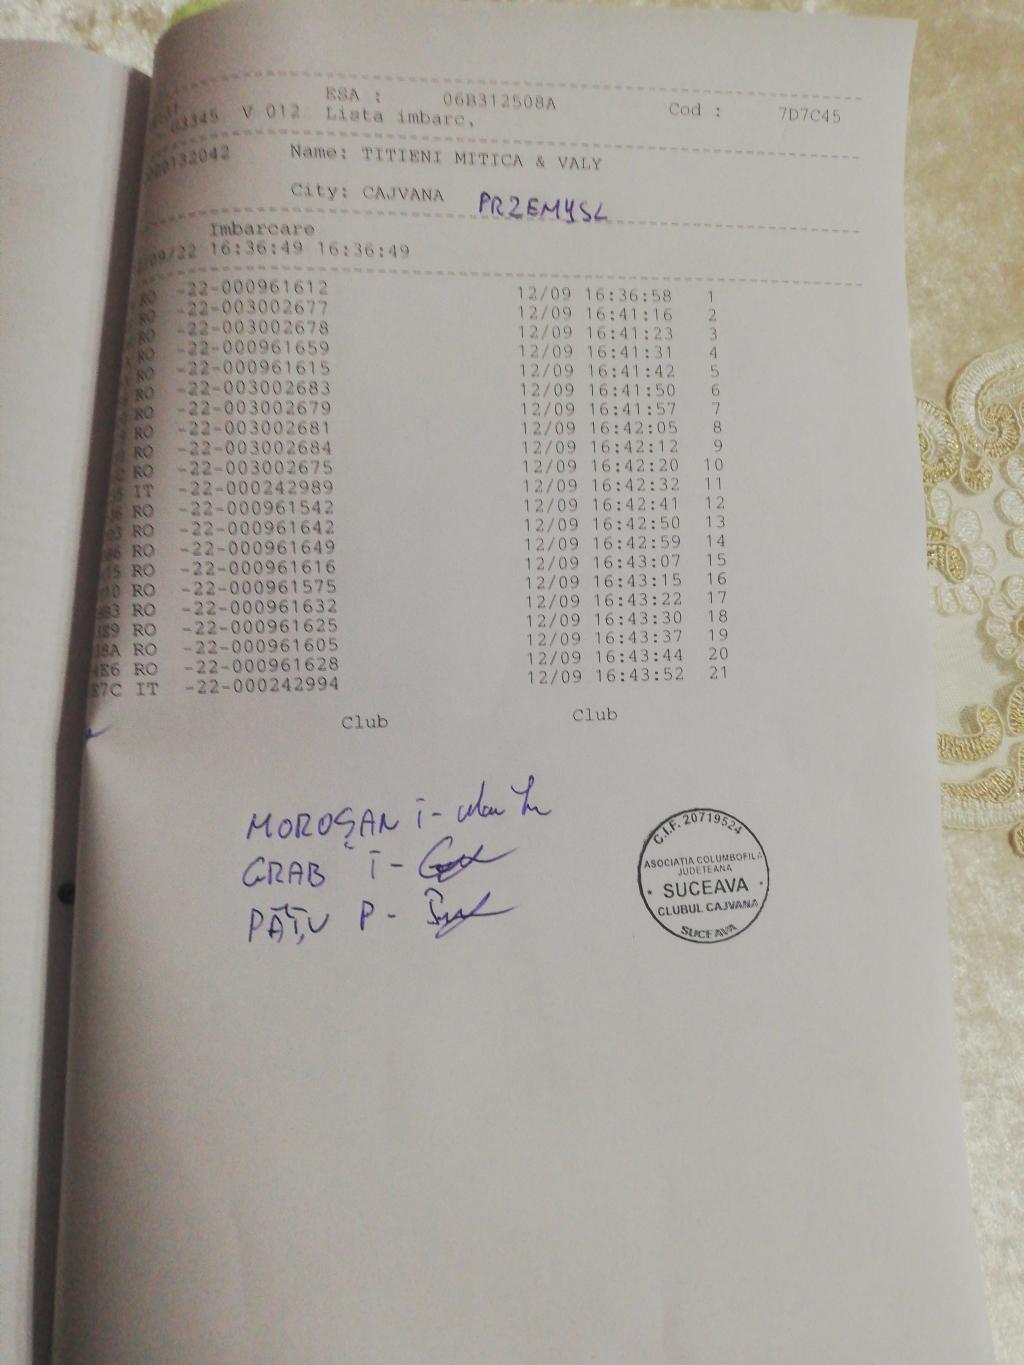 ESA : 06B312508A Cod : 7D7C45
V 012 Lista imbarc.
Name: TITIENI MITICA & VALY
City: CAJVANA PRZEMYSL
Imbarcare
16:36:49 16:36:49
RO -22-000961612 12/09 16:36:58 1
RO -22-003002677 12/09 16:41:16 2
RO -22-003002678 12/09 16:41:23 3
RO -22-000961659 12/09 16:41:31 4
RO -22-000961615 12/09 16:41:42 5
RO -22-003002683 12/09 16:41:50 6
RO -22-003002679 12/09 16:41:57 7
RO -22-003002681 12/09 16:42:05 8
RO -22-003002684 12/09 16:42:12 9
RO -22-003002675 12/09 16:42:20 10
IT -22-000242989 12/09 16:42:32 11
RO -22-000961542 12/09 16:42:41 12
RO -22-000961642 12/09 16:42:50 13
RO -22-000961649 12/09 16:42:59 14
RO -22-000961616 12/09 16:43:07 15
RO -22-000961575 12/09 16:43:15 16
RO -22-000961632 12/09 16:43:22 17
RO -22-000961625 12/09 16:43:30 18
RO -22-000961605 12/09 16:43:37 19
RO -22-000961628 12/09 16:43:44 20
IT -22-000242994 12/09 16:43:52 21
Club Club
MOROȘAN I -
GRAB I -
PĂȚU P -
C.I.F. 20719524
ASOCIATIA COLUMBOFILA
JUDETEANA
SUCEAVA
CLUBUL CAJVANA
SUCEAVA